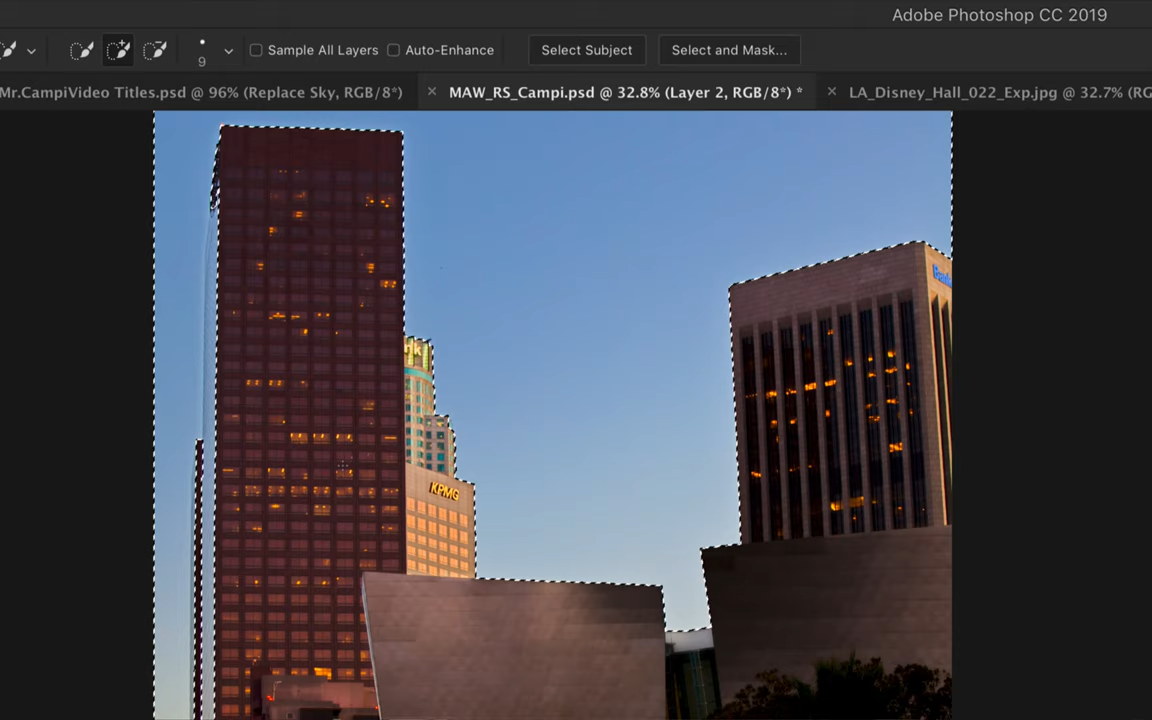 Adobe Photoshop CC 2019
9
Sample All Layers
Auto-Enhance
Select Subject
Select and Mask...
Mr.CampiVideo Titles.psd @ 96% (Replace Sky, RGB/8*)
× MAW_RS_Campi.psd @ 32.8% (Layer 2, RGB/8*) *
× LA_Disney_Hall_022_Exp.jpg @ 32.7% (RG
KPMG